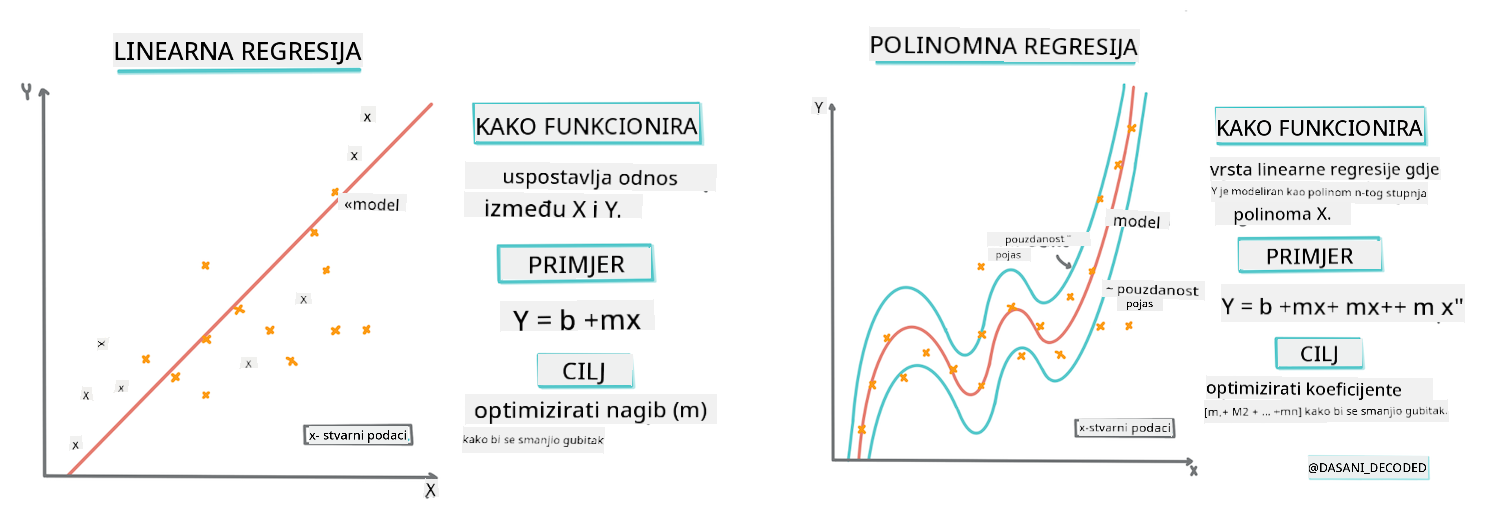 LINEARNA REGRESIJA
Y
x
x
«model
x
x
x
x
x
x
x- stvarni podaci
X
KAKO FUNKCIONIRA
uspostavlja odnos
između X i Y.
PRIMJER
Y = b +mx
CILJ
optimizirati nagib (m)
kako bi se smanjio gubitak
POLINOMNA REGRESIJA
Y
model
pouzdanost"
pojas
~ pouzdanost
pojas
x-stvarni podaci
x
KAKO FUNKCIONIRA
vrsta linearne regresije gdje
Y je modeliran kao polinom n-tog stupnja
polinoma X.
PRIMJER
Y = b +mx+ mx++ m x"
CILJ
optimizirati koeficijente
[m,+ M2 + ... +mn] kako bi se smanjio gubitak.
@DASANI_DECODED